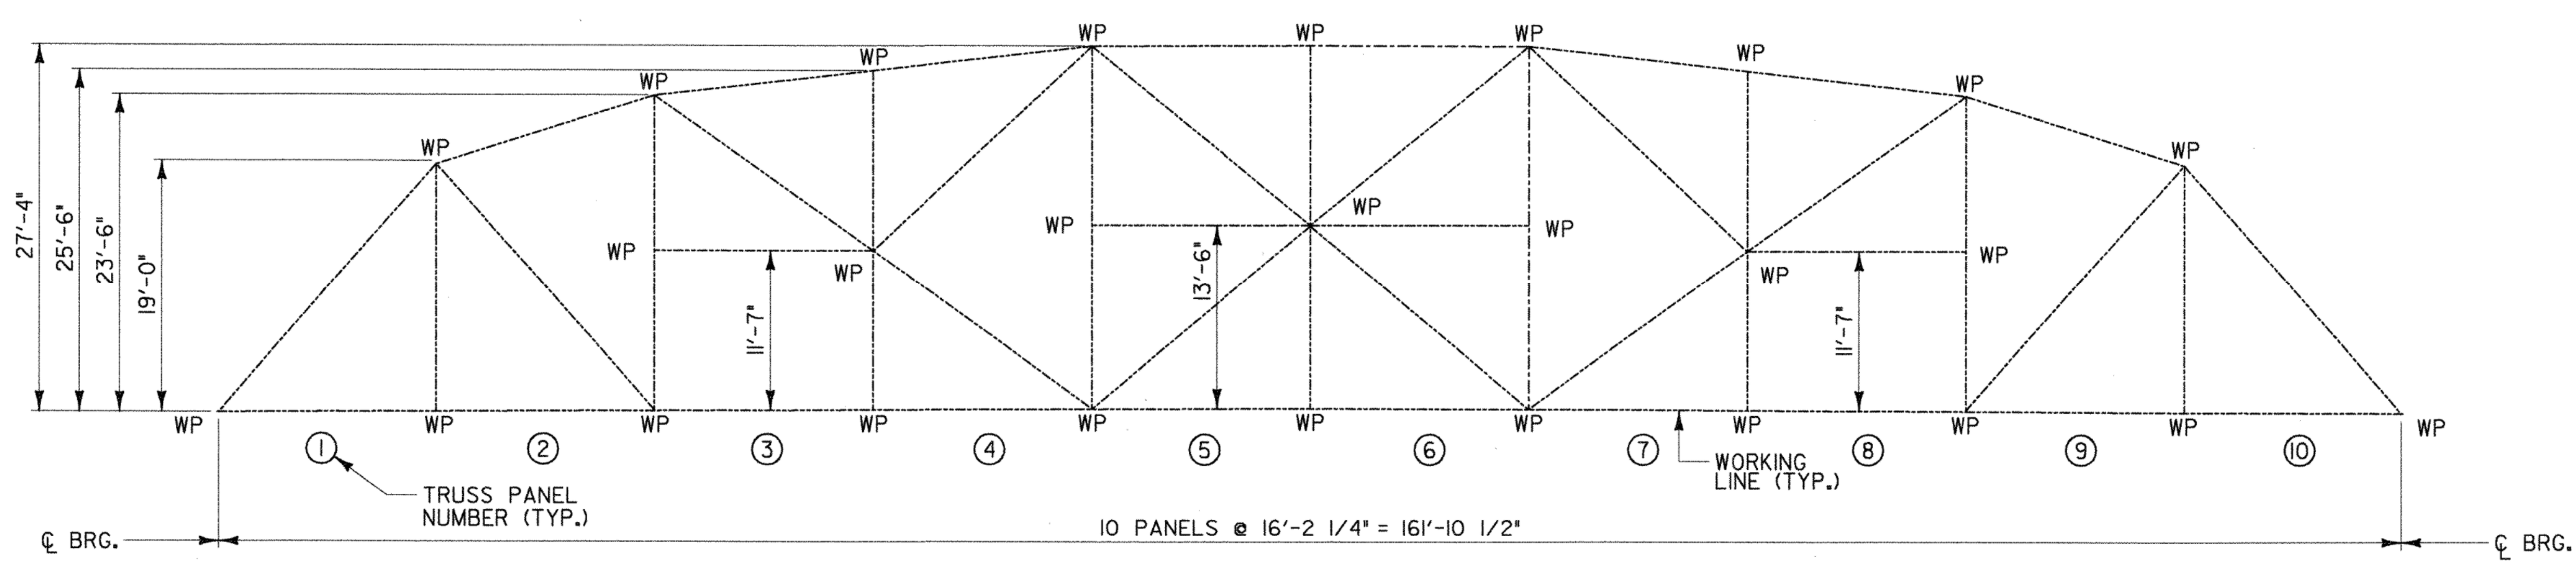 WP WP WP
WP WP
WP WP
WP WP
27'-4"
25'-6"
23'-6"
19'-0"
WP WP WP WP
WP WP WP WP
11'-7"
13'-6"
11'-7"
WP WP WP WP WP WP WP WP WP WP WP
1 2 3 4 5 6 7 8 9 10
TRUSS PANEL
NUMBER (TYP.)
WORKING
LINE (TYP.)
10 PANELS @ 16'-2 1/4" = 161'-10 1/2"
℄ BRG.
℄ BRG.